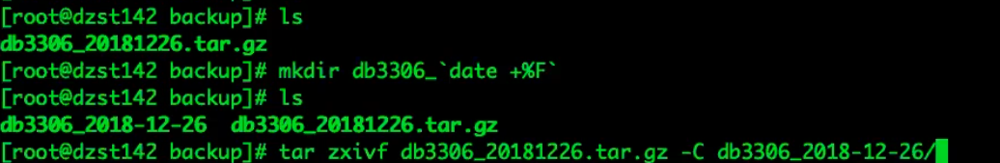 [root@dzst142 backup]# ls
db3306_20181226.tar.gz
[root@dzst142 backup]# mkdir db3306_`date +%F`
[root@dzst142 backup]# ls
db3306_2018-12-26  db3306_20181226.tar.gz
[root@dzst142 backup]# tar zxivf db3306_20181226.tar.gz -C db3306_2018-12-26/